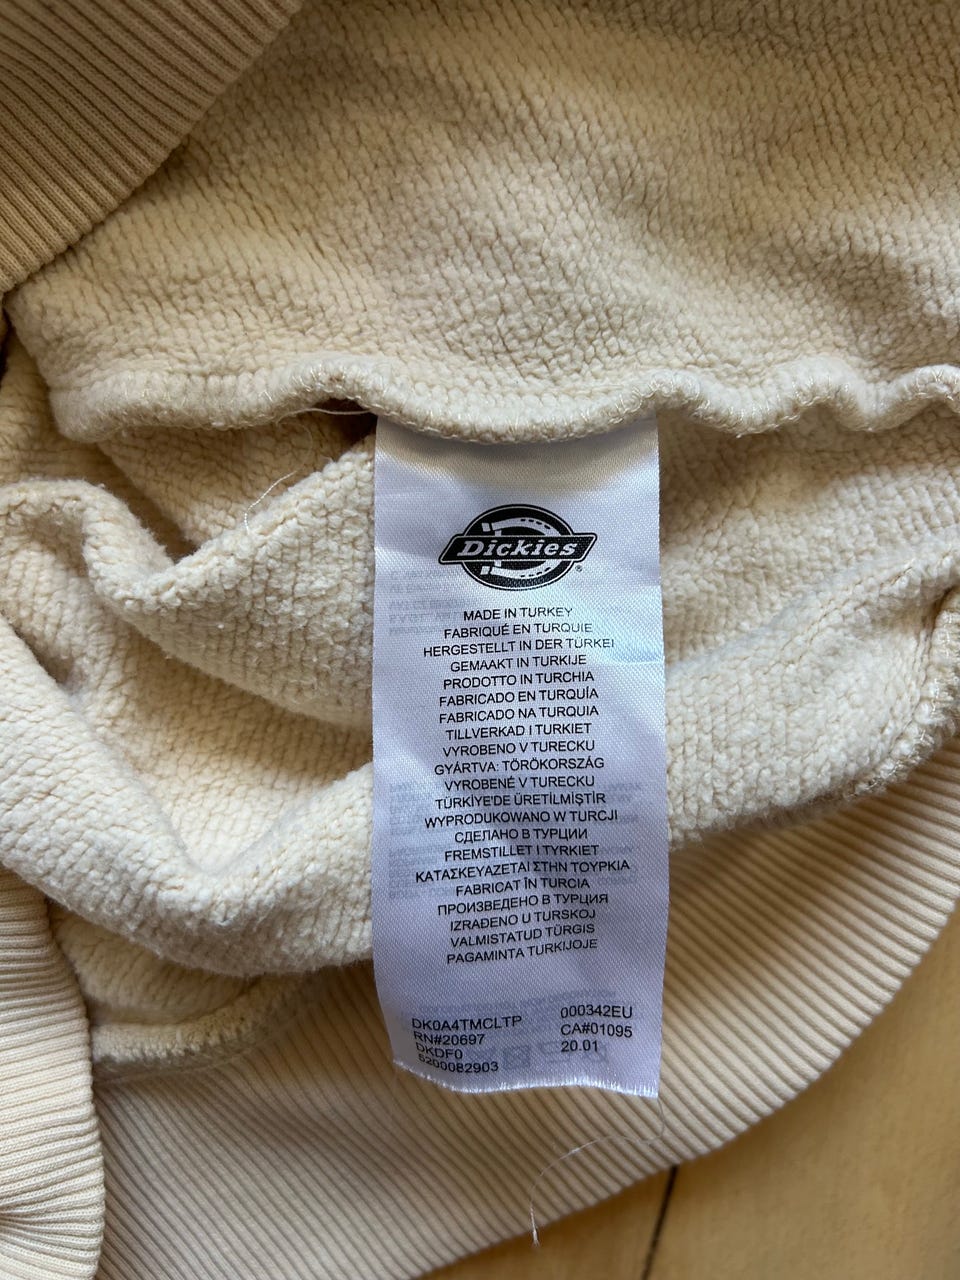 Dickies®
MADE IN TURKEY
FABRIQUÉ EN TURQUIE
HERGESTELLT IN DER TÜRKEI
GEMAAKT IN TURKIJE
PRODOTTO IN TURCHIA
FABRICADO EN TURQUÍA
FABRICADO NA TURQUIA
TILLVERKAD I TURKIET
VYROBENO V TURECKU
GYÁRTVA: TÖRÖKORSZÁG
VYROBENÉ V TURECKU
TÜRKİYE'DE ÜRETİLMİŞTİR
WYPRODUKOWANO W TURCJI
СДЕЛАНО В ТУРЦИИ
FREMSTILLET I TYRKIET
ΚΑΤΑΣΚΕΥΑΖΕΤΑΙ ΣΤΗΝ ΤΟΥΡΚΙΑ
FABRICAT ÎN TURCIA
ПРОИЗВЕДЕНО В ТУРЦИЯ
IZRAĐENO U TURSKOJ
VALMISTATUD TÜRGIS
PAGAMINTA TURKIJOJE
DK0A4TMCLTP 000342EU
RN#20697 CA#01095
DKDF0 20.01
5200082903